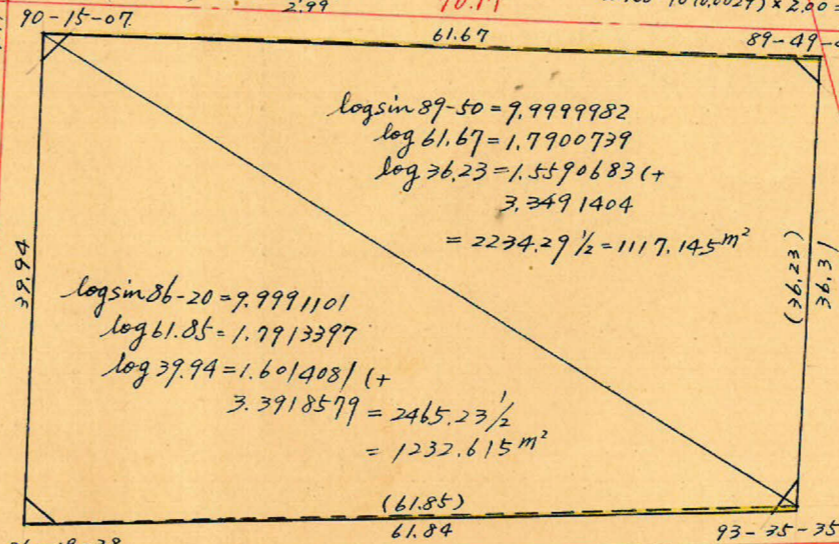 2.99
90-15-07
61.67
logsin 89-50 = 9.9999982
log 61.67 = 1.7900739
log 36.23 = 1.5590683 (+
3.3491404
= 2234.29 1/2 = 1117.145 m²
39.94
(36.23)
36.31
logsin 86-20 = 9.9991101
log 61.85 = 1.7913397
log 39.94 = 1.6014081 (+
3.3918579 = 2465.23 1/2
= 1232.615 m²
(61.85)
61.84
93-35-35